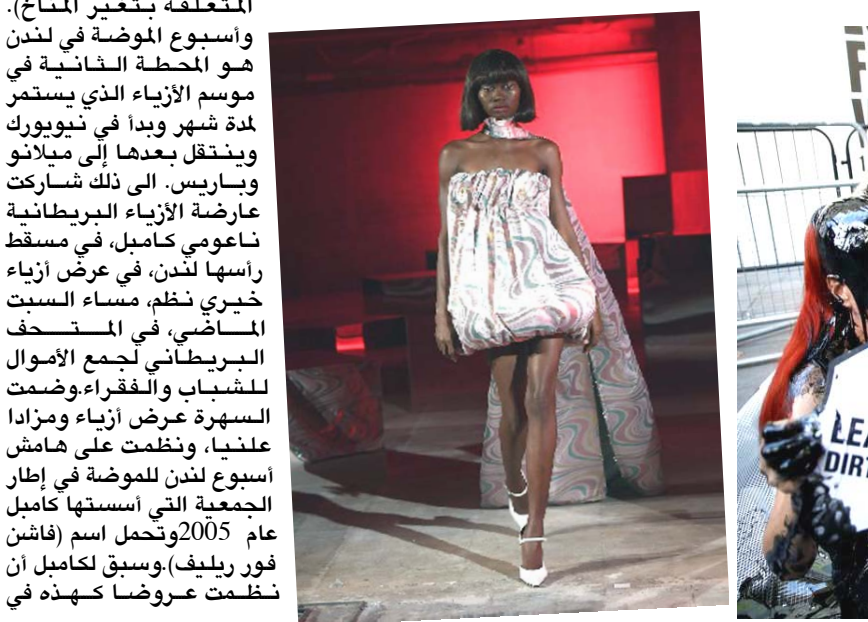 المتعلقة بتغير المناخ).
وأسبوع الموضة في لندن
هو المحطة الثانية في
موسم الأزياء الذي يستمر
لمدة شهر وبدأ في نيويورك
وينتقل بعدها إلى ميلانو
وباريس. الى ذلك شاركت
عارضة الأزياء البريطانية
ناعومي كامبل، في مسقط
رأسها لندن، في عرض أزياء
خيري نظم، مساء السبت
الماضي، في المتحف
البريطاني لجمع الأموال
للشباب والفقراء.وضمت
السهرة عرض أزياء ومزادا
علنيا، ونظمت على هامش
أسبوع لندن للموضة في إطار
الجمعية التي أسستها كامبل
عام 2005وتحمل اسم (فاشن
فور ريليف).وسبق لكامبل أن
نظمت عروضا كهذه في